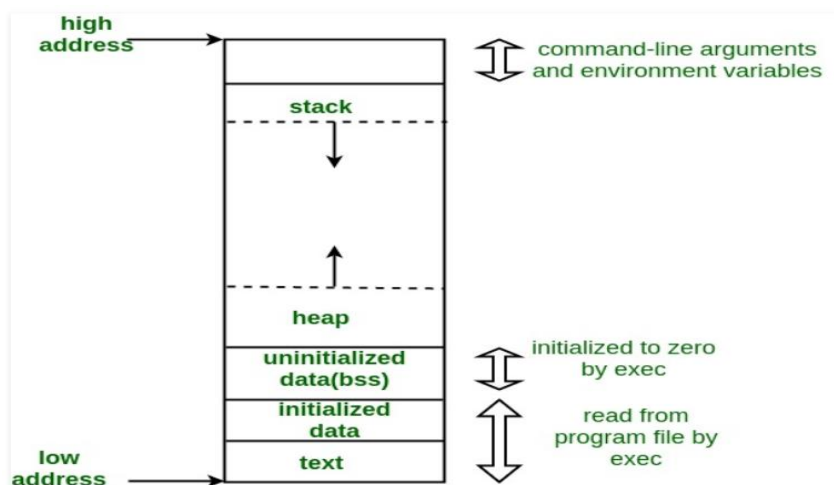 high
address
command-line arguments
and environment variables
stack
heap
uninitialized
data(bss)
initialized to zero
by exec
initialized
data
read from
program file by
exec
text
low
address